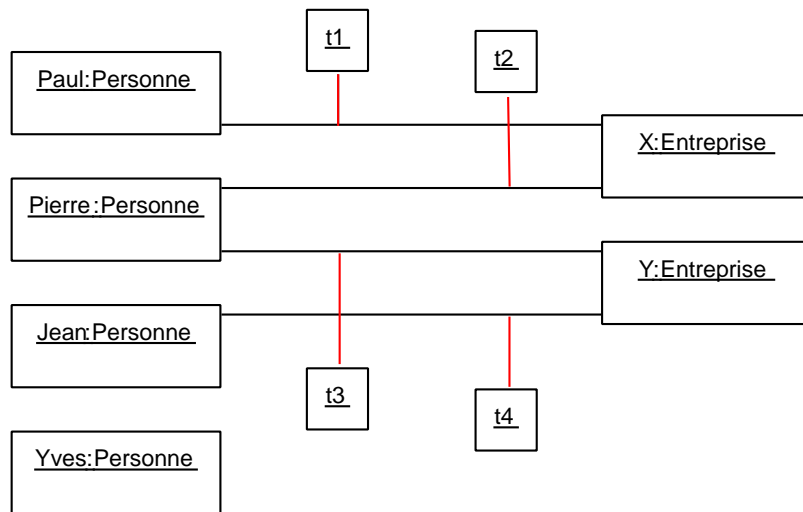 t1
t2
Paul:Personne
X:Entreprise
Pierre:Personne
Y:Entreprise
Jean:Personne
t3
t4
Yves:Personne